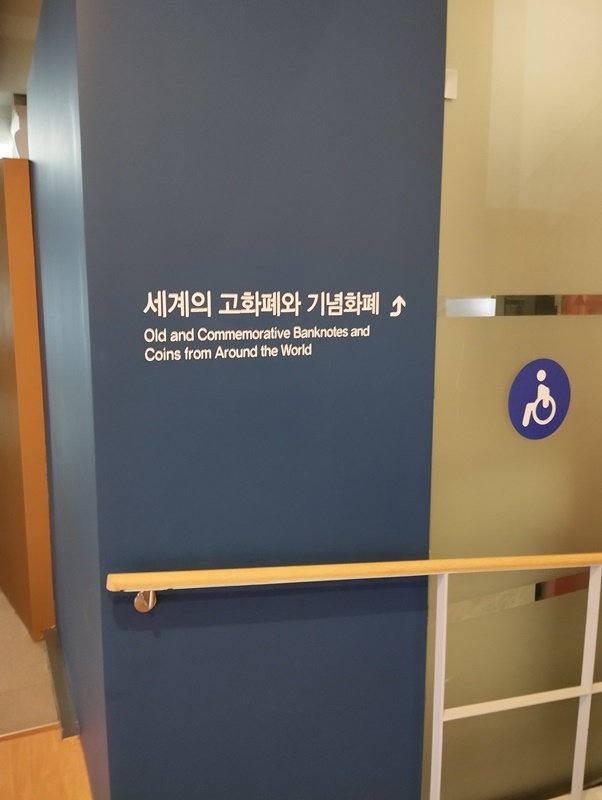 세계의 고화폐와 기념화폐
Old and Commemorative Banknotes and
Coins from Around the World